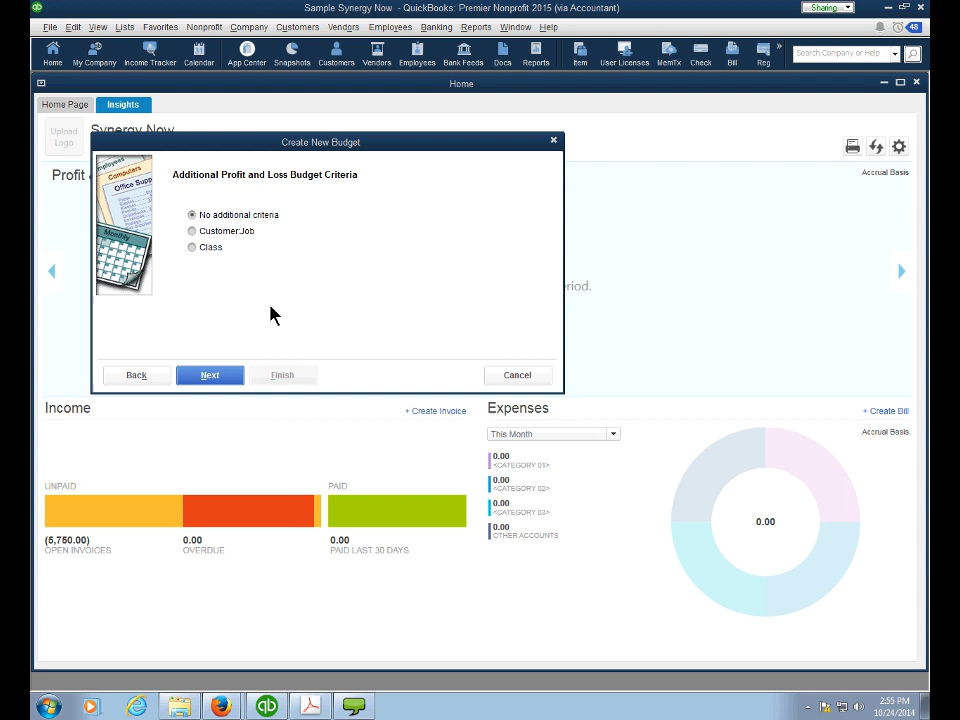 Sample Synergy Now - QuickBooks: Premier Nonprofit 2015 (via Accountant)
Sharing
File Edit View Lists Favorites Nonprofit Company Customers Vendors Employees Banking Reports Window Help
48
Home My Company Income Tracker Calendar App Center Snapshots Customers Vendors Employees Bank Feeds Docs Reports Item User Licenses MemTx Check Bill Reg »
Search Company or Help
Home
Home Page Insights
Upload
Logo
Synergy Now
Create New Budget
Profit
Accrual Basis
Employees
Computers
Office Supp
Monthly
Additional Profit and Loss Budget Criteria
No additional criteria
Customer:Job
Class
eriod.
Back Next Finish Cancel
Income
+ Create Invoice
Expenses
+ Create Bill
This Month
Accrual Basis
UNPAID
PAID
(5,750.00)
OPEN INVOICES
0.00
OVERDUE
0.00
PAID LAST 30 DAYS
0.00
<CATEGORY 01>
0.00
<CATEGORY 02>
0.00
<CATEGORY 03>
0.00
OTHER ACCOUNTS
0.00
2:55 PM
10/24/2014